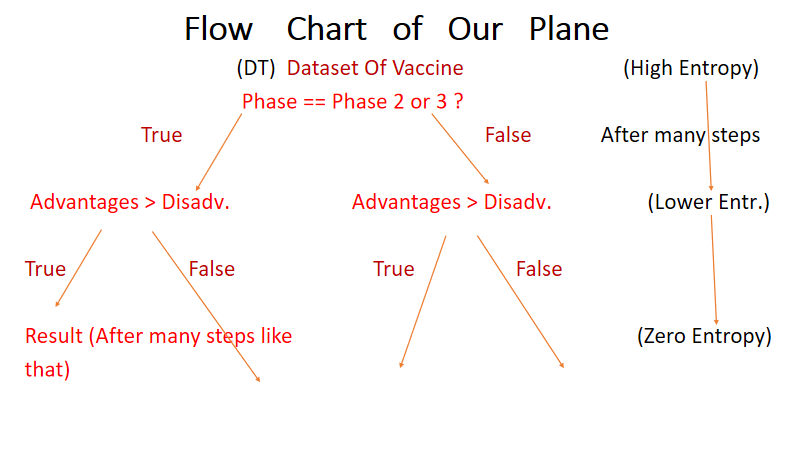 Flow Chart of Our Plane
(DT) Dataset Of Vaccine (High Entropy)
Phase == Phase 2 or 3 ?
True False After many steps
Advantages > Disadv. Advantages > Disadv. (Lower Entr.)
True False True False
Result (After many steps like (Zero Entropy)
that)